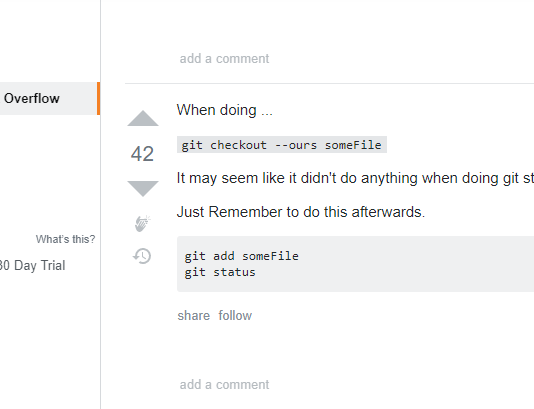 add a comment
Overflow
When doing ...
42
git checkout --ours someFile
It may seem like it didn't do anything when doing git
Just Remember to do this afterwards.
What's this?
git add someFile
30 Day Trial
git status
share follow
add a comment